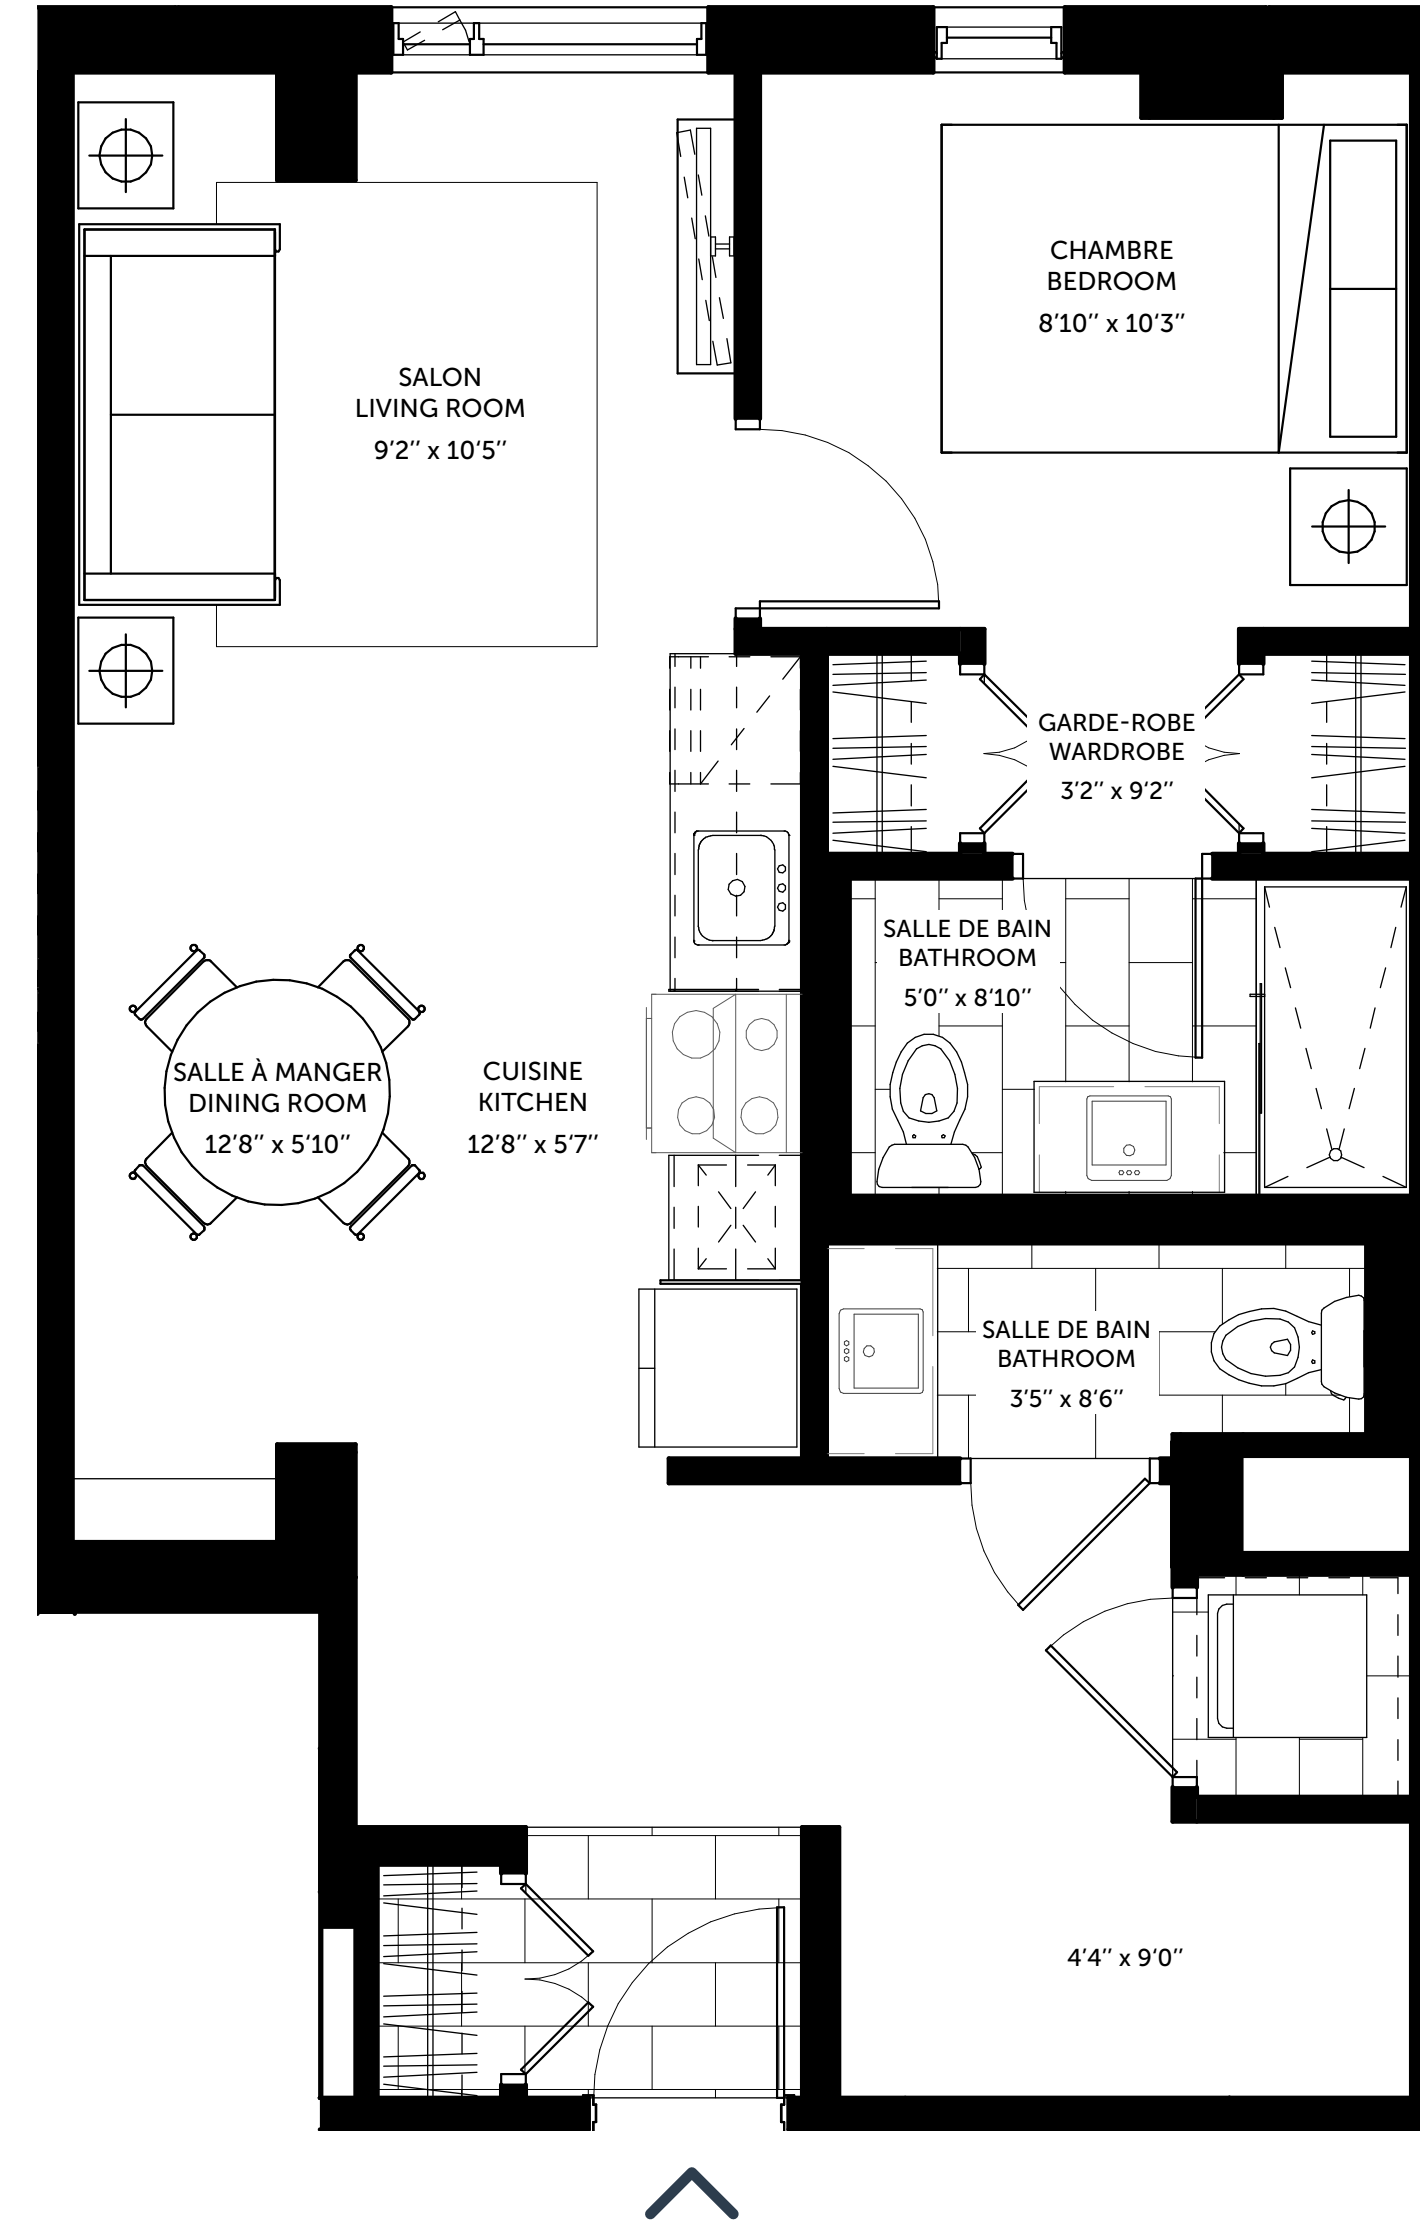 CHAMBRE
BEDROOM
8'10'' x 10'3''
SALON
LIVING ROOM
9'2'' x 10'5''
GARDE-ROBE
WARDROBE
3'2'' x 9'2''
SALLE DE BAIN
BATHROOM
5'0'' x 8'10''
SALLE À MANGER
DINING ROOM
12'8'' x 5'10''
CUISINE
KITCHEN
12'8'' x 5'7''
SALLE DE BAIN
BATHROOM
3'5'' x 8'6''
4'4'' x 9'0''